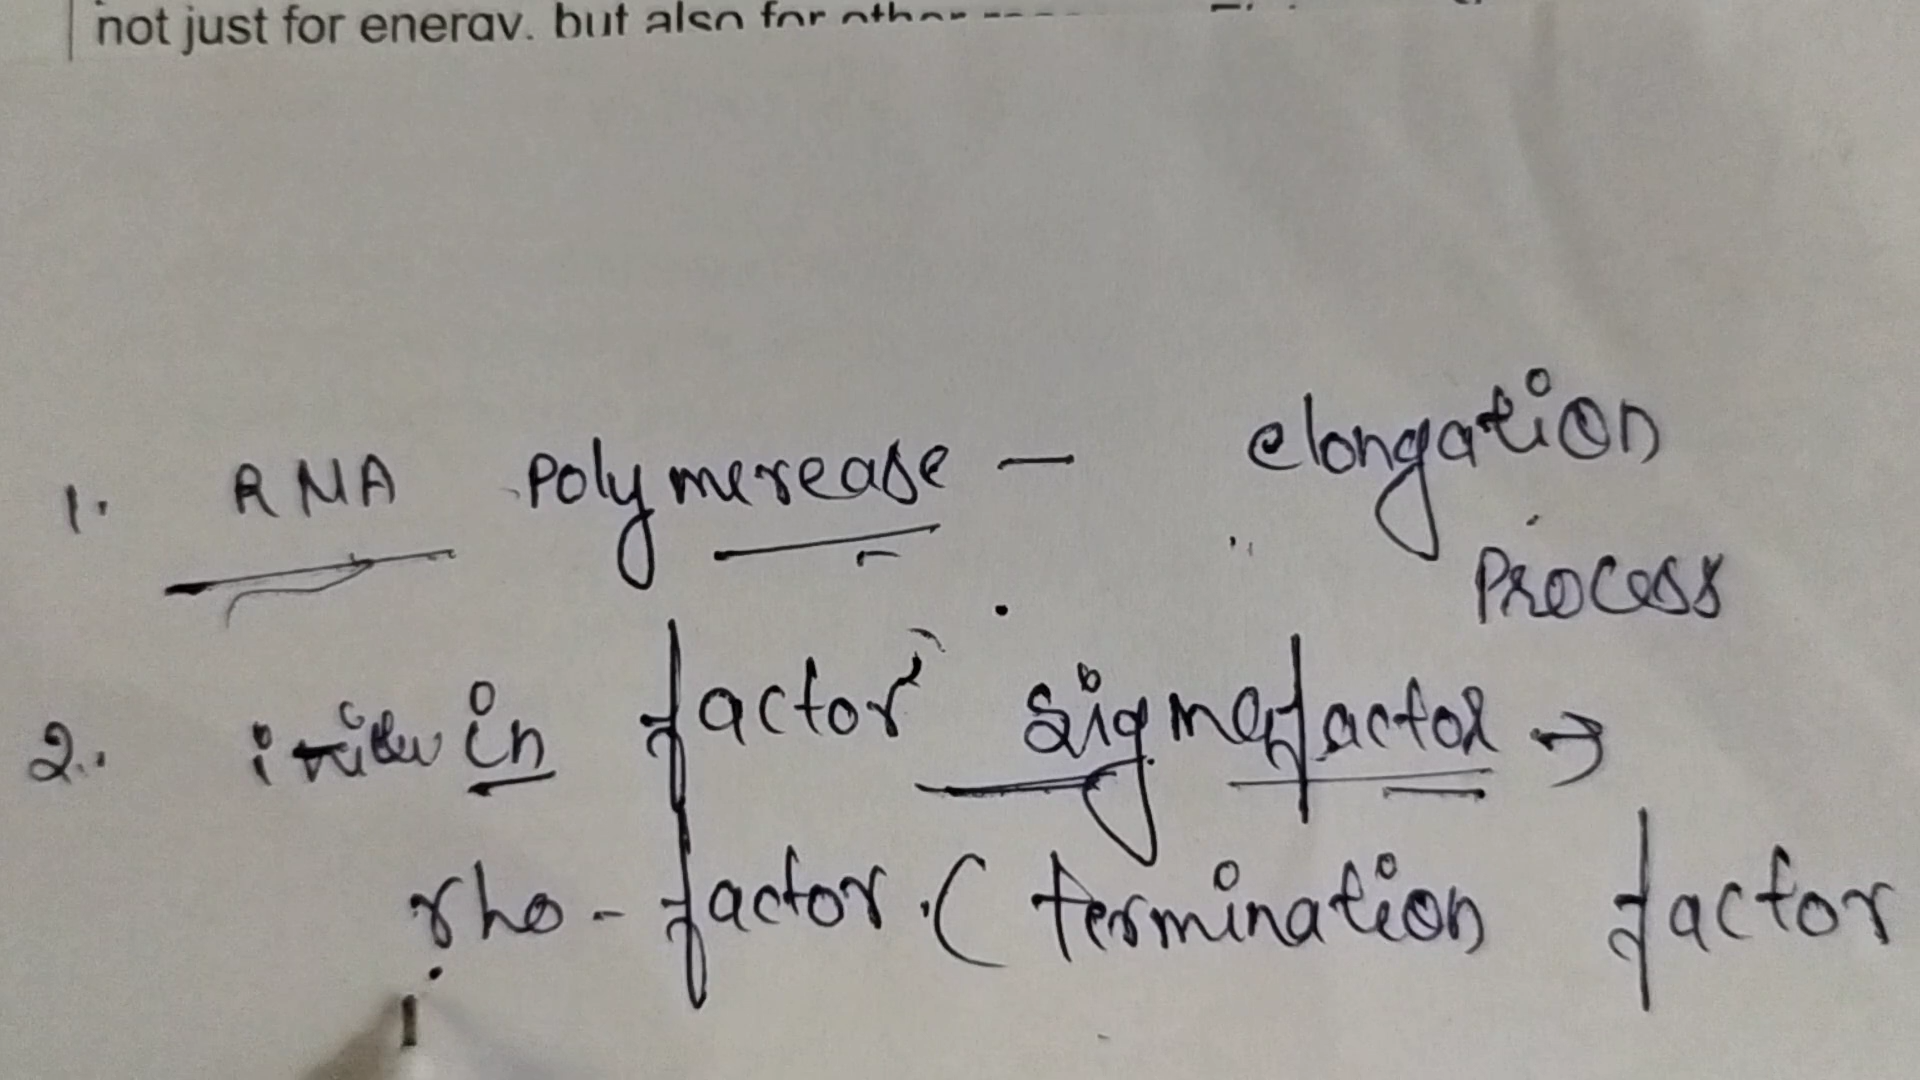 not just for energy, but also for other
1. RNA Polymerease — elongation
Process
2. in factor sigma factor →
rho - factor. ( termination factor